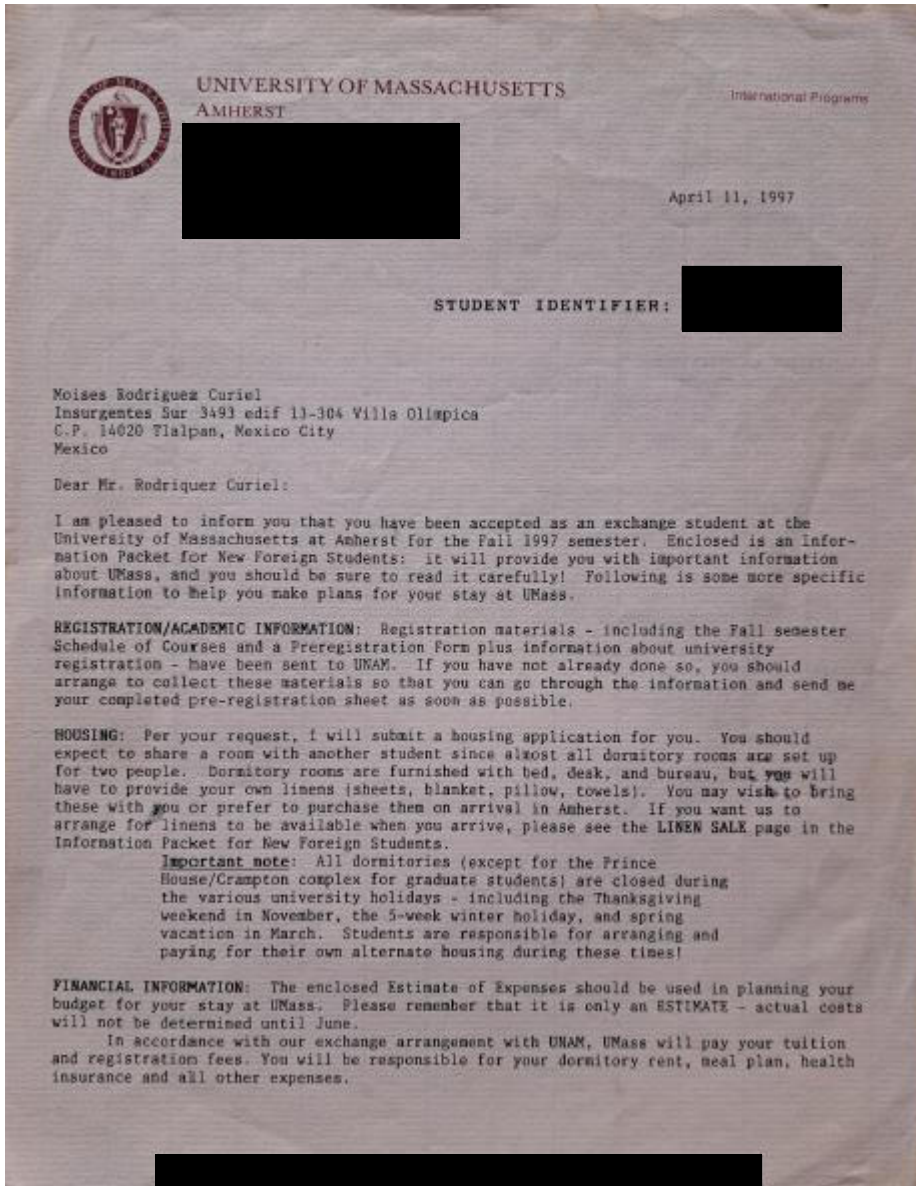 UNIVERSITY OF MASSACHUSETTS
AMHERST
International Programs
April 11, 1997
STUDENT IDENTIFIER:
Moises Rodriguez Curiel
Insurgentes Sur 3493 edif 13-304 Villa Olimpica
C.P. 14020 Tlalpan, Mexico City
Mexico
Dear Mr. Rodriquez Curiel:
I am pleased to inform you that you have been accepted as an exchange student at the
University of Massachusetts at Amherst for the Fall 1997 semester. Enclosed is an Infor-
mation Packet for New Foreign Students: it will provide you with important information
about UMass, and you should be sure to read it carefully! Following is some more specific
information to help you make plans for your stay at UMass.
REGISTRATION/ACADEMIC INFORMATION: Registration materials - including the Fall semester
Schedule of Courses and a Preregistration Form plus information about university
registration - have been sent to UNAM. If you have not already done so, you should
arrange to collect these materials so that you can go through the information and send me
your completed pre-registration sheet as soon as possible.
HOUSING: Per your request, I will submit a housing application for you. You should
expect to share a room with another student since almost all dormitory rooms are set up
for two people. Dormitory rooms are furnished with bed, desk, and bureau, but you will
have to provide your own linens (sheets, blanket, pillow, towels). You may wish to bring
these with you or prefer to purchase them on arrival in Amherst. If you want us to
arrange for linens to be available when you arrive, please see the LINEN SALE page in the
Information Packet for New Foreign Students.
Important note: All dormitories (except for the Prince
House/Crampton complex for graduate students) are closed during
the various university holidays - including the Thanksgiving
weekend in November, the 5-week winter holiday, and spring
vacation in March. Students are responsible for arranging and
paying for their own alternate housing during these times!
FINANCIAL INFORMATION: The enclosed Estimate of Expenses should be used in planning your
budget for your stay at UMass. Please remember that it is only an ESTIMATE - actual costs
will not be determined until June.
In accordance with our exchange arrangement with UNAM, UMass will pay your tuition
and registration fees. You will be responsible for your dormitory rent, meal plan, health
insurance and all other expenses.